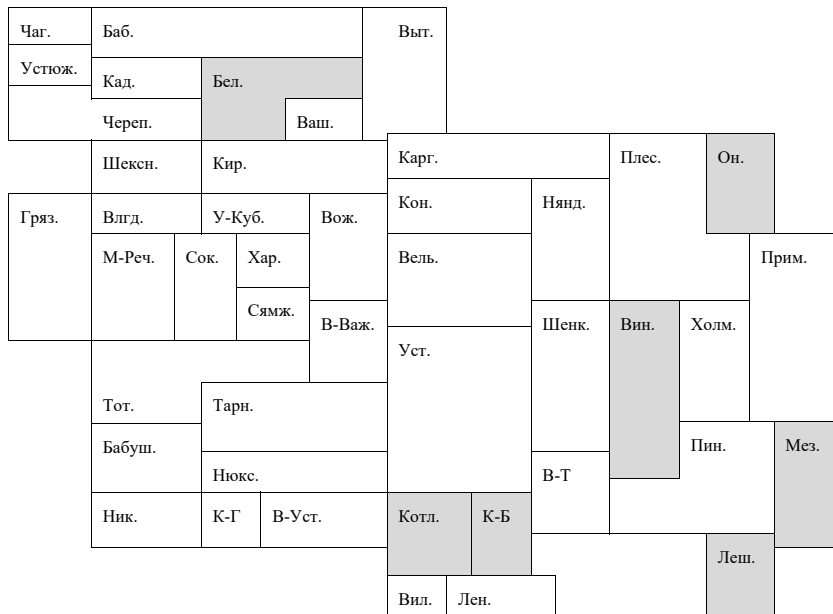 Чаг.
Баб.
Выт.
Устюж.
Кад.
Бел.
Череп.
Ваш.
Шексн.
Кир.
Карг.
Плес.
Он.
Гряз.
Влгд.
У-Куб.
Вож.
Кон.
Нянд.
М-Реч.
Сок.
Хар.
Вель.
Прим.
Сямж.
В-Важ.
Шенк.
Вин.
Холм.
Уст.
Тот.
Тарн.
Бабуш.
Пин.
Мез.
Нюкс.
В-Т
Ник.
К-Г
В-Уст.
Котл.
К-Б
Леш.
Вил.
Лен.